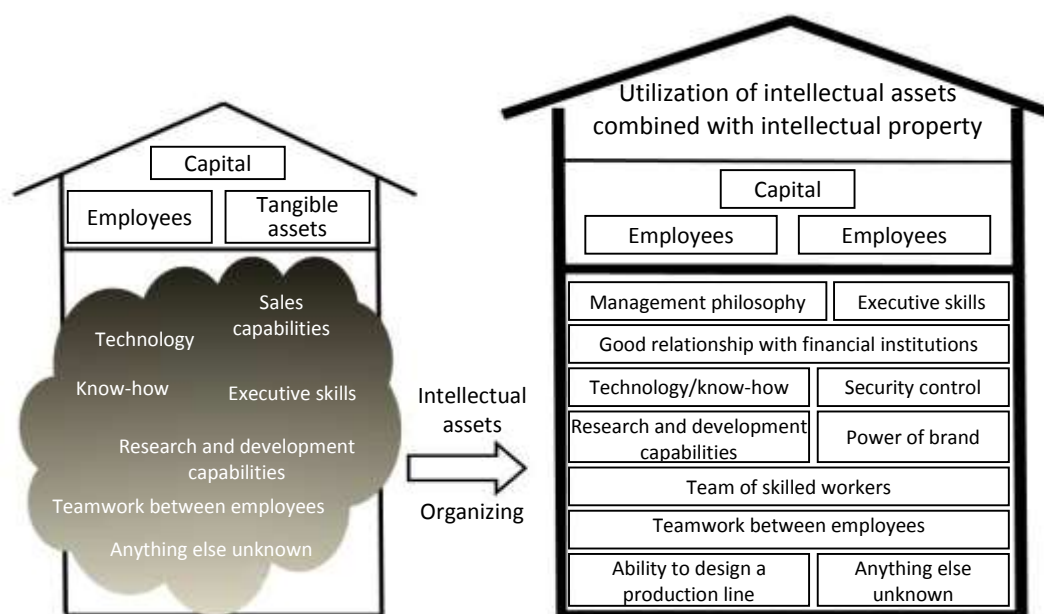 Capital
Employees
Tangible
assets
Sales
capabilities
Technology
Know-how
Executive skills
Research and development
capabilities
Teamwork between employees
Anything else unknown
Intellectual
assets
Organizing
Utilization of intellectual assets
combined with intellectual property
Capital
Employees
Employees
Management philosophy
Executive skills
Good relationship with financial institutions
Technology/know-how
Security control
Research and development
capabilities
Power of brand
Team of skilled workers
Teamwork between employees
Ability to design a
production line
Anything else
unknown